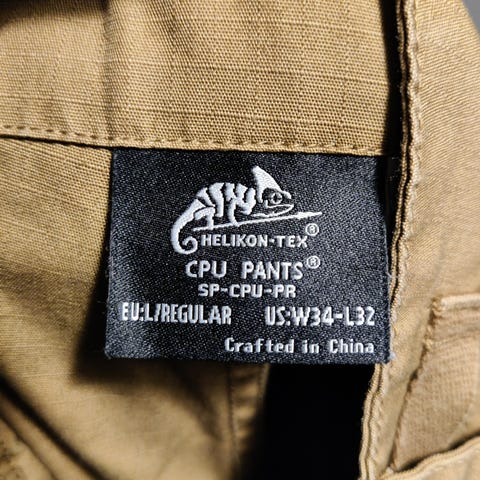 HELIKON-TEX®
CPU PANTS®
SP-CPU-PR
EU:L/REGULAR US:W34-L32
Crafted in China